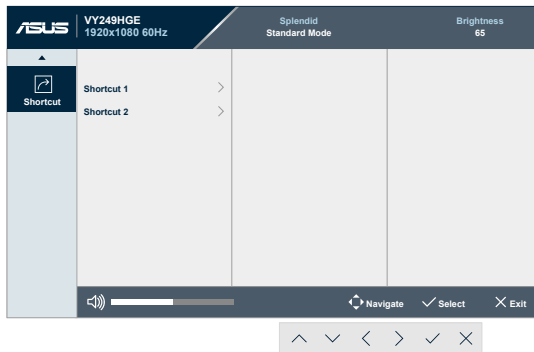 ASUS
VY249HGE
1920x1080 60Hz
Splendid
Standard Mode
Brightness
65
Shortcut
Shortcut 1
Shortcut 2
Navigate
Select
Exit